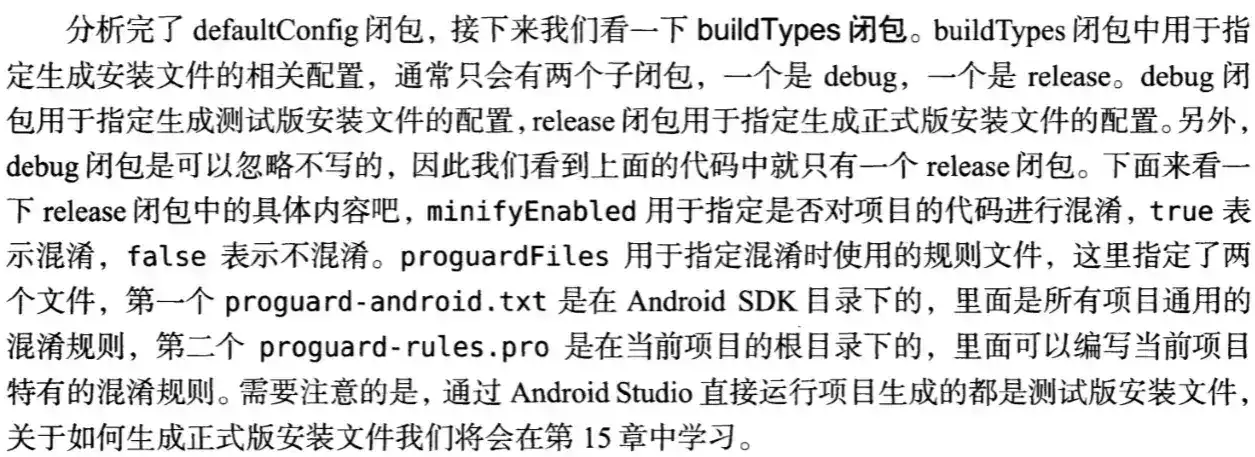 分析完了 defaultConfig 闭包，接下来我们看一下 buildTypes 闭包。buildTypes 闭包中用于指
定生成安装文件的相关配置，通常只会有两个子闭包，一个是 debug，一个是 release。debug 闭
包用于指定生成测试版安装文件的配置，release 闭包用于指定生成正式版安装文件的配置。另外，
debug 闭包是可以忽略不写的，因此我们看到上面的代码中就只有一个 release 闭包。下面来看一
下 release 闭包中的具体内容吧，minifyEnabled 用于指定是否对项目的代码进行混淆，true 表
示混淆，false 表示不混淆。proguardFiles 用于指定混淆时使用的规则文件，这里指定了两
个文件，第一个 proguard-android.txt 是在 Android SDK 目录下的，里面是所有项目通用的
混淆规则，第二个 proguard-rules.pro 是在当前项目的根目录下的，里面可以编写当前项目
特有的混淆规则。需要注意的是，通过 Android Studio 直接运行项目生成的都是测试版安装文件，
关于如何生成正式版安装文件我们将会在第 15 章中学习。